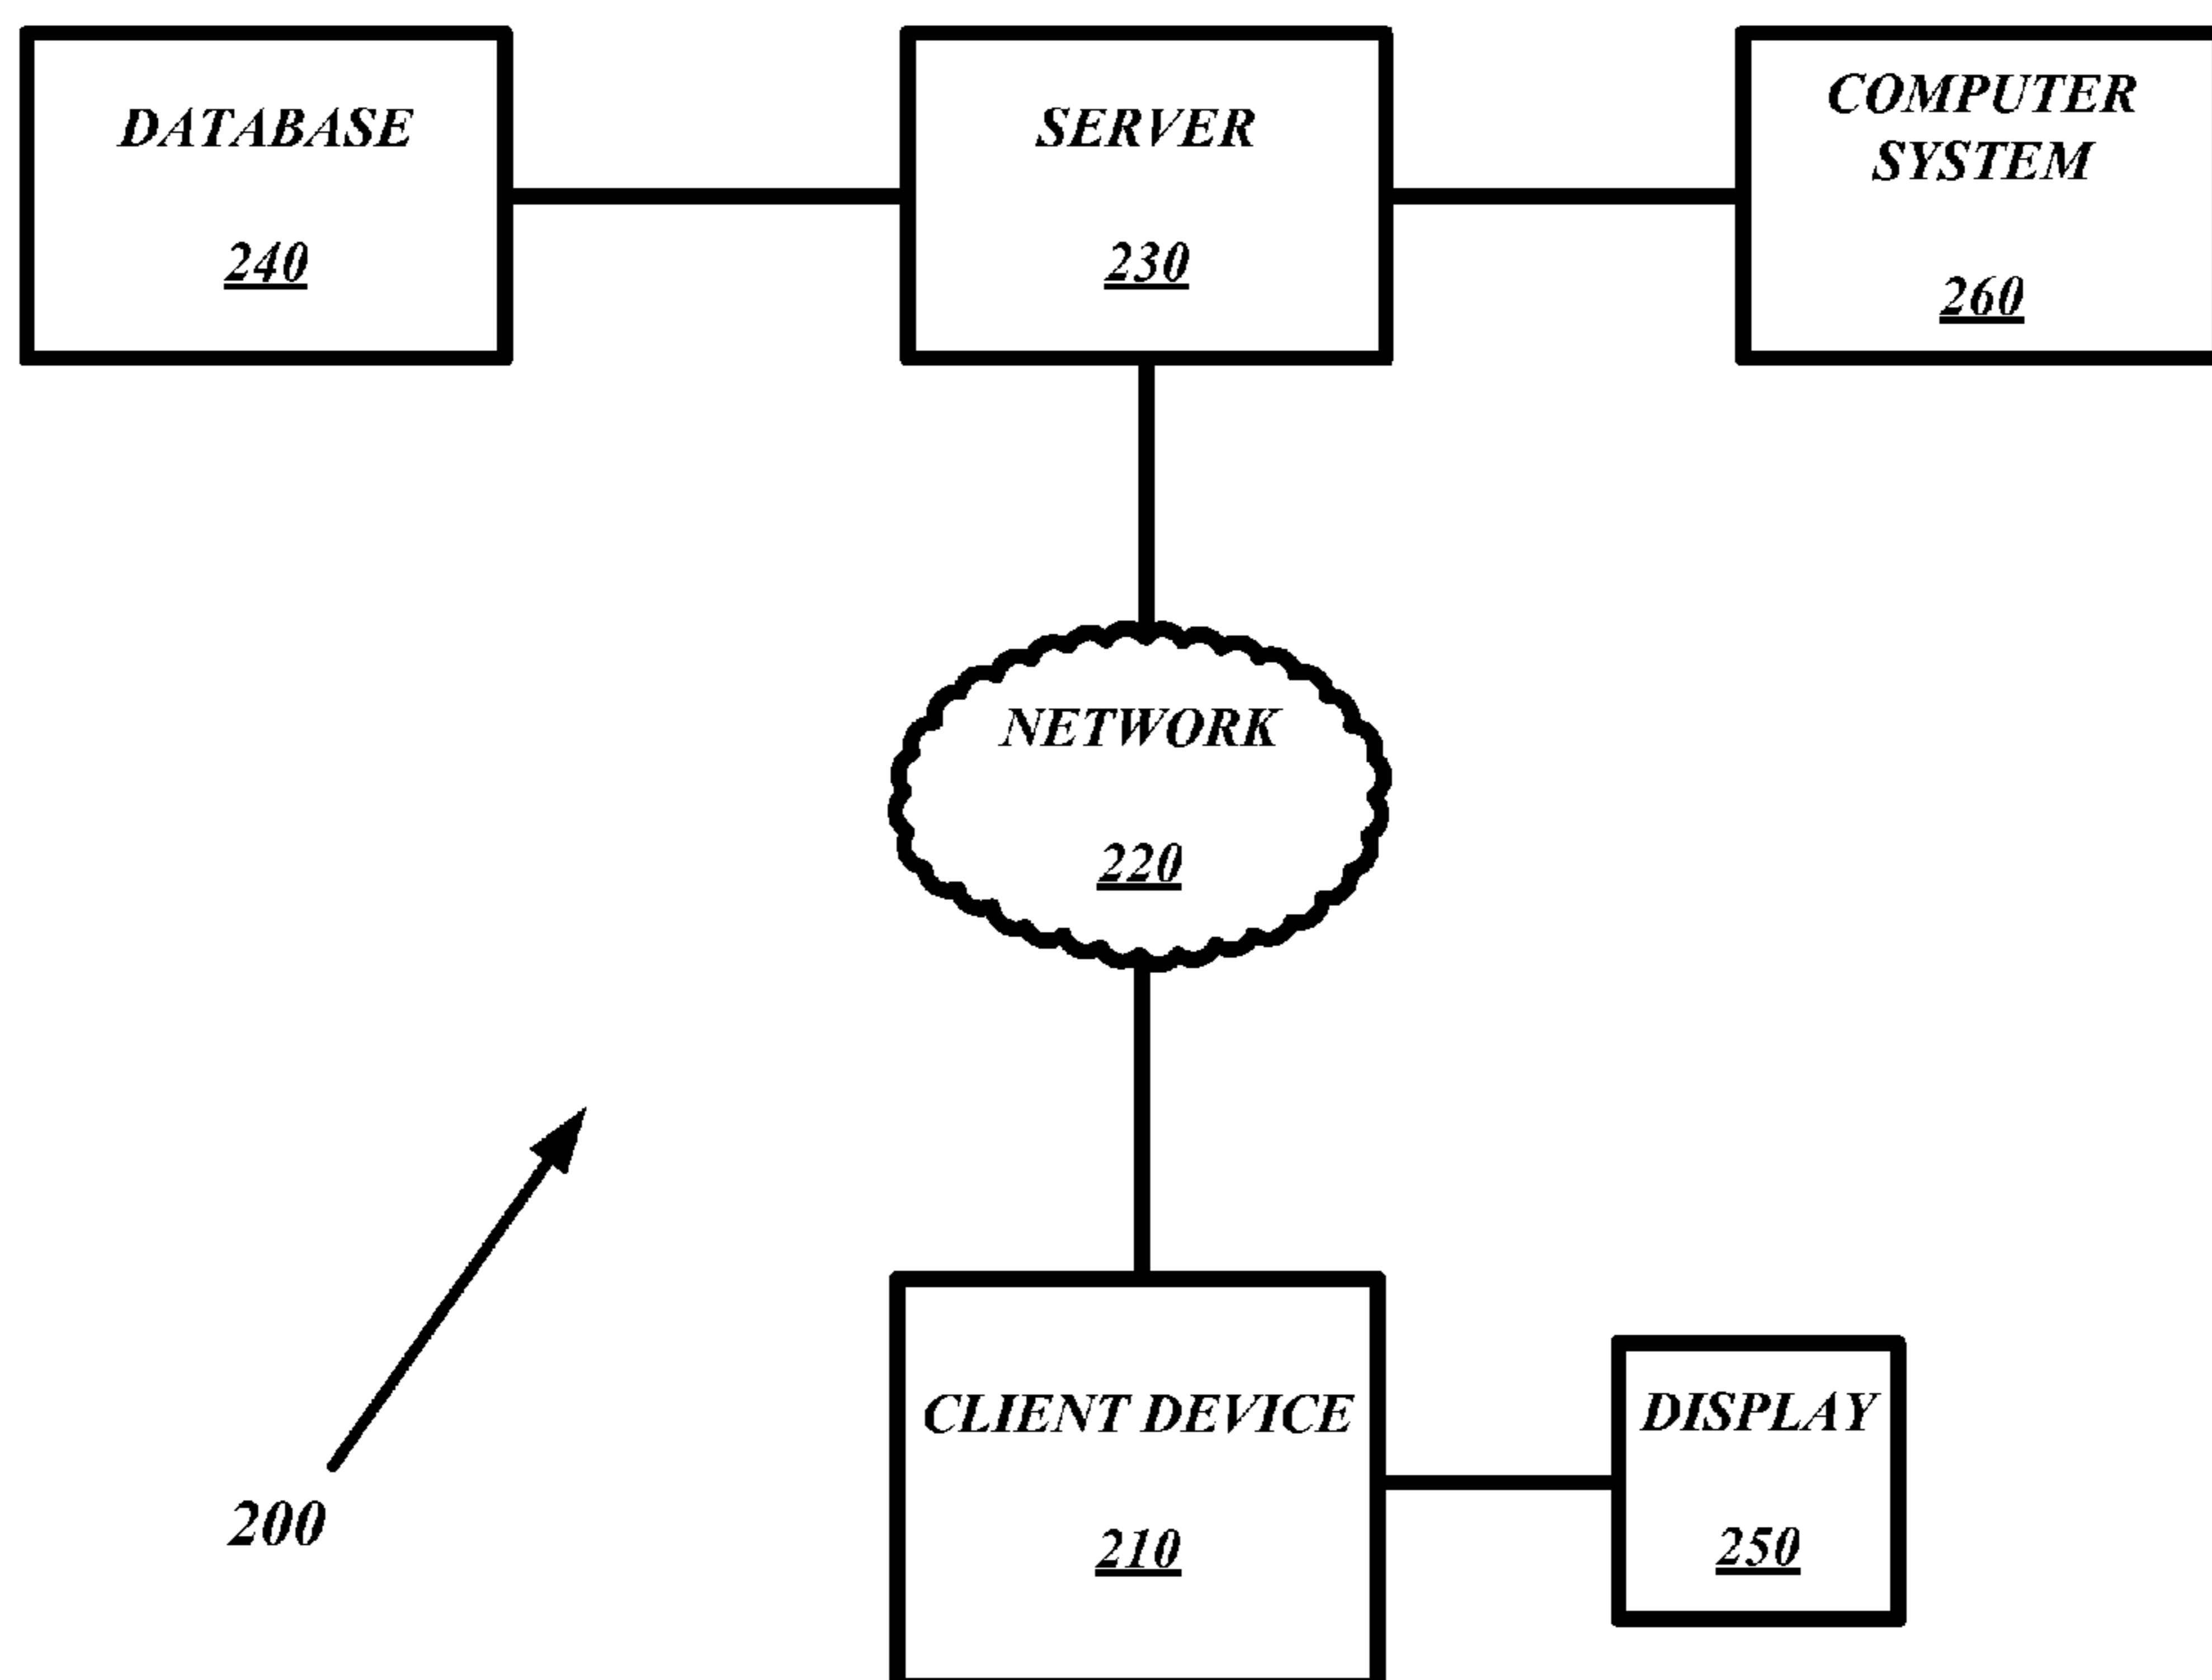 DATABASE
240
SERVER
230
COMPUTER
SYSTEM
260
NETWORK
220
200
CLIENT DEVICE
210
DISPLAY
250